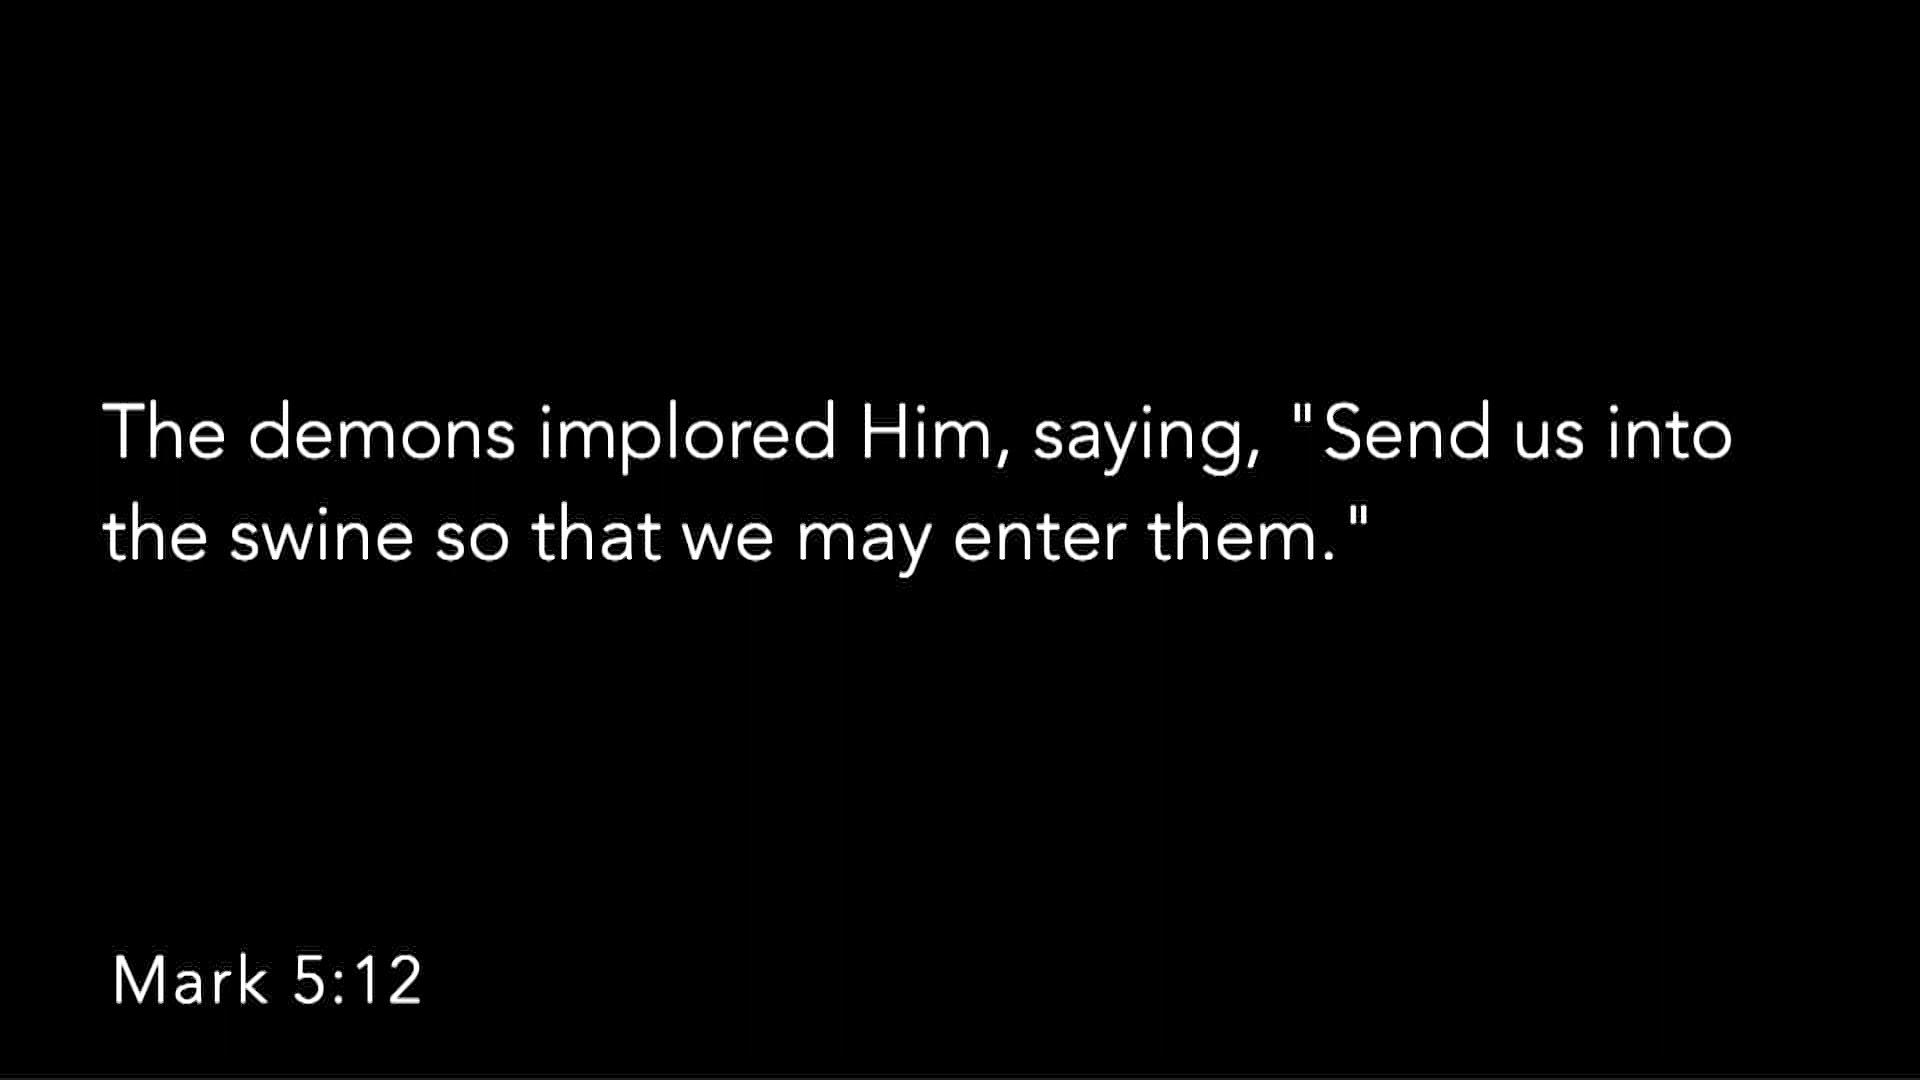 The demons implored Him, saying, "Send us into
the swine so that we may enter them."
Mark 5:12